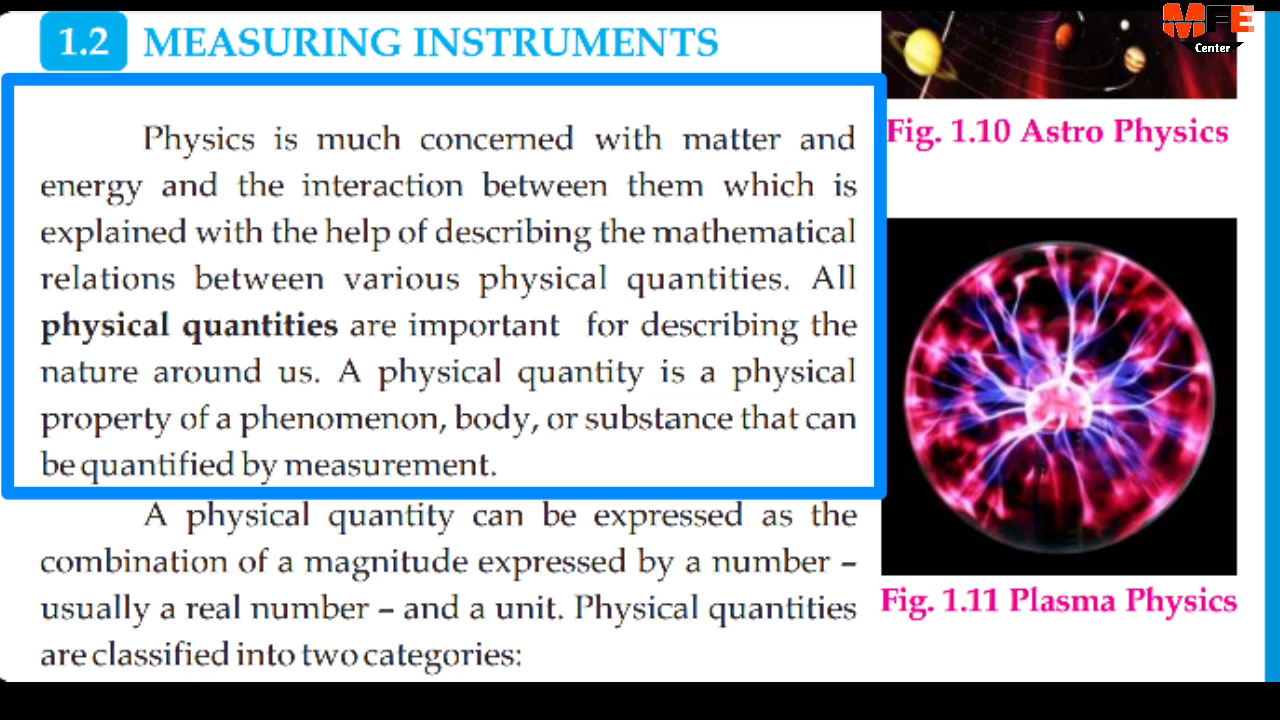 1.2 MEASURING INSTRUMENTS
Physics is much concerned with matter and
energy and the interaction between them which is
explained with the help of describing the mathematical
relations between various physical quantities. All
physical quantities are important for describing the
nature around us. A physical quantity is a physical
property of a phenomenon, body, or substance that can
be quantified by measurement.
A physical quantity can be expressed as the
combination of a magnitude expressed by a number –
usually a real number – and a unit. Physical quantities
are classified into two categories:
MFE
Center
Fig. 1.10 Astro Physics
Fig. 1.11 Plasma Physics